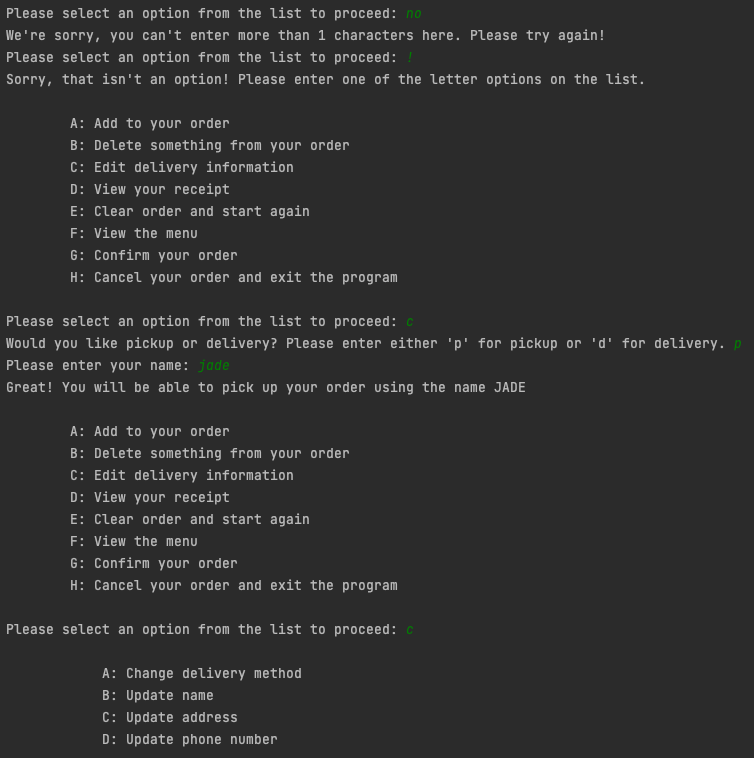 Please select an option from the list to proceed: no
We're sorry, you can't enter more than 1 characters here. Please try again!
Please select an option from the list to proceed: !
Sorry, that isn't an option! Please enter one of the letter options on the list.
A: Add to your order
B: Delete something from your order
C: Edit delivery information
D: View your receipt
E: Clear order and start again
F: View the menu
G: Confirm your order
H: Cancel your order and exit the program
Please select an option from the list to proceed: c
Would you like pickup or delivery? Please enter either 'p' for pickup or 'd' for delivery. p
Please enter your name: jade
Great! You will be able to pick up your order using the name JADE
A: Add to your order
B: Delete something from your order
C: Edit delivery information
D: View your receipt
E: Clear order and start again
F: View the menu
G: Confirm your order
H: Cancel your order and exit the program
Please select an option from the list to proceed: c
A: Change delivery method
B: Update name
C: Update address
D: Update phone number